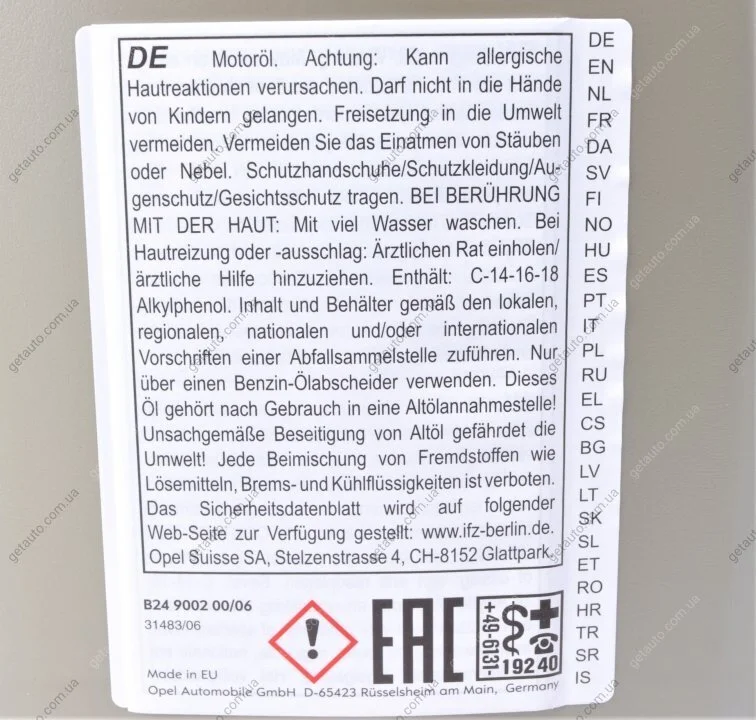 DE Motoröl. Achtung: Kann allergische
Hautreaktionen verursachen. Darf nicht in die Hände
von Kindern gelangen. Freisetzung in die Umwelt
vermeiden. Vermeiden Sie das Einatmen von Stäuben
oder Nebel. Schutzhandschuhe/Schutzkleidung/Au-
genschutz/Gesichtsschutz tragen. BEI BERÜHRUNG
MIT DER HAUT: Mit viel Wasser waschen. Bei
Hautreizung oder -ausschlag: Ärztlichen Rat einholen/
ärztliche Hilfe hinzuziehen. Enthält: C-14-16-18
Alkylphenol. Inhalt und Behälter gemäß den lokalen,
regionalen, nationalen und/oder internationalen
Vorschriften einer Abfallsammelstelle zuführen. Nur
über einen Benzin-Ölabscheider verwenden. Dieses
Öl gehört nach Gebrauch in eine Altölannahmestelle!
Unsachgemäße Beseitigung von Altöl gefährdet die
Umwelt! Jede Beimischung von Fremdstoffen wie
Lösemitteln, Brems- und Kühlflüssigkeiten ist verboten.
Das Sicherheitsdatenblatt wird auf folgender
Web-Seite zur Verfügung gestellt: www.ifz-berlin.de.
Opel Suisse SA, Stelzenstrasse 4, CH-8152 Glattpark.
DE
EN
NL
FR
DA
SV
FI
NO
HU
ES
PT
IT
PL
RU
EL
CS
BG
LV
LT
SK
SL
ET
RO
HR
TR
SR
IS
B24 9002 00/06
31483/06
EAC
+49-6131-
19240
Made in EU
Opel Automobile GmbH D-65423 Rüsselsheim am Main, Germany
getauto.com.ua